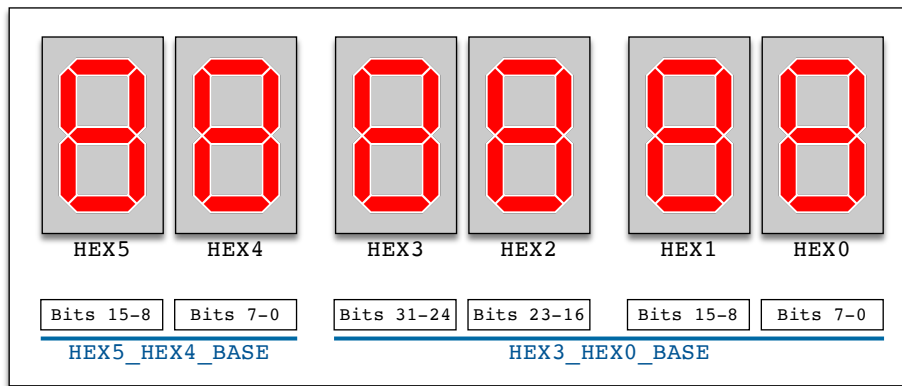 HEX5 HEX4 HEX3 HEX2 HEX1 HEX0
Bits 15-8 Bits 7-0 Bits 31-24 Bits 23-16 Bits 15-8 Bits 7-0
HEX5_HEX4_BASE HEX3_HEX0_BASE